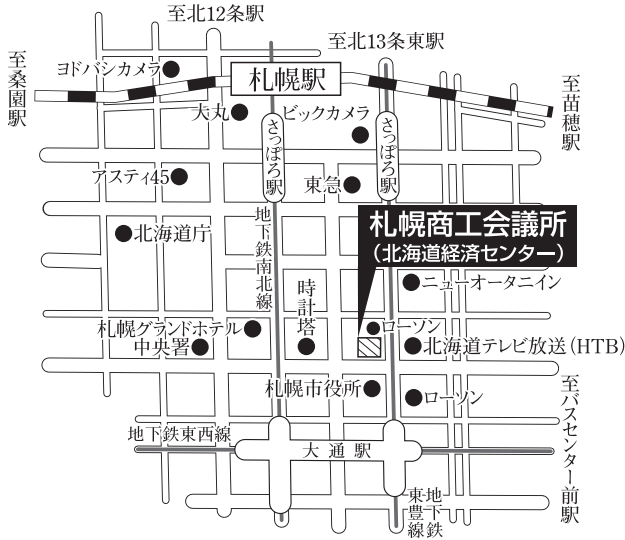 至北12条駅
至北13条東駅
至桑園駅
ヨドバシカメラ
札幌駅
至苗穂駅
大丸
ビックカメラ
さっぽろ駅
さっぽろ駅
アスティ45
東急
札幌商工会議所
(北海道経済センター)
地下鉄南北線
北海道庁
ニューオータニイン
時計塔
札幌グランドホテル
ローソン
中央署
北海道テレビ放送(HTB)
札幌市役所
ローソン
至バスセンター前駅
地下鉄東西線
大通駅
地下鉄
東豊線